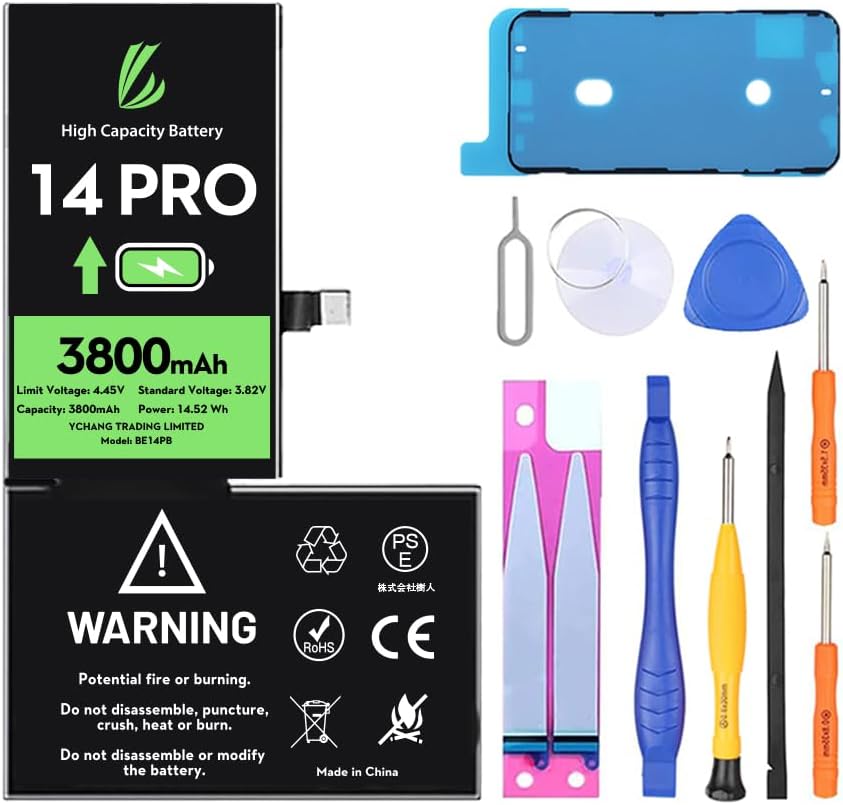 High Capacity Battery
14 PRO
3800mAh
Limit Voltage: 4.45V Standard Voltage: 3.82V
Capacity: 3800mAh Power: 14.52 Wh
YCHANG TRADING LIMITED
Model: BE14PB
WARNING
Potential fire or burning.
Do not disassemble, puncture,
crush, heat or burn.
Do not disassemble or modify
the battery.
PS
E
株式会社樹人
RoHS
CE
Made in China